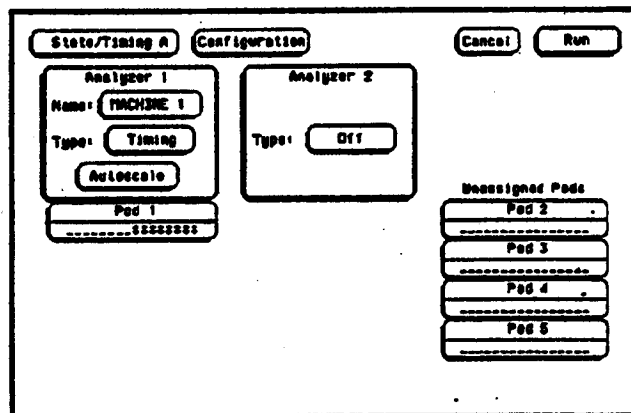 State/Timing A Configuration Cancel Run
Analyzer 1
Name: MACHINE 1
Type: Timing
Autoscale
Pod 1
--------$$$$$$$$
Analyzer 2
Type: Off
Unassigned Pods
Pod 2
----------------
Pod 3
----------------
Pod 4
----------------
Pod 5
----------------